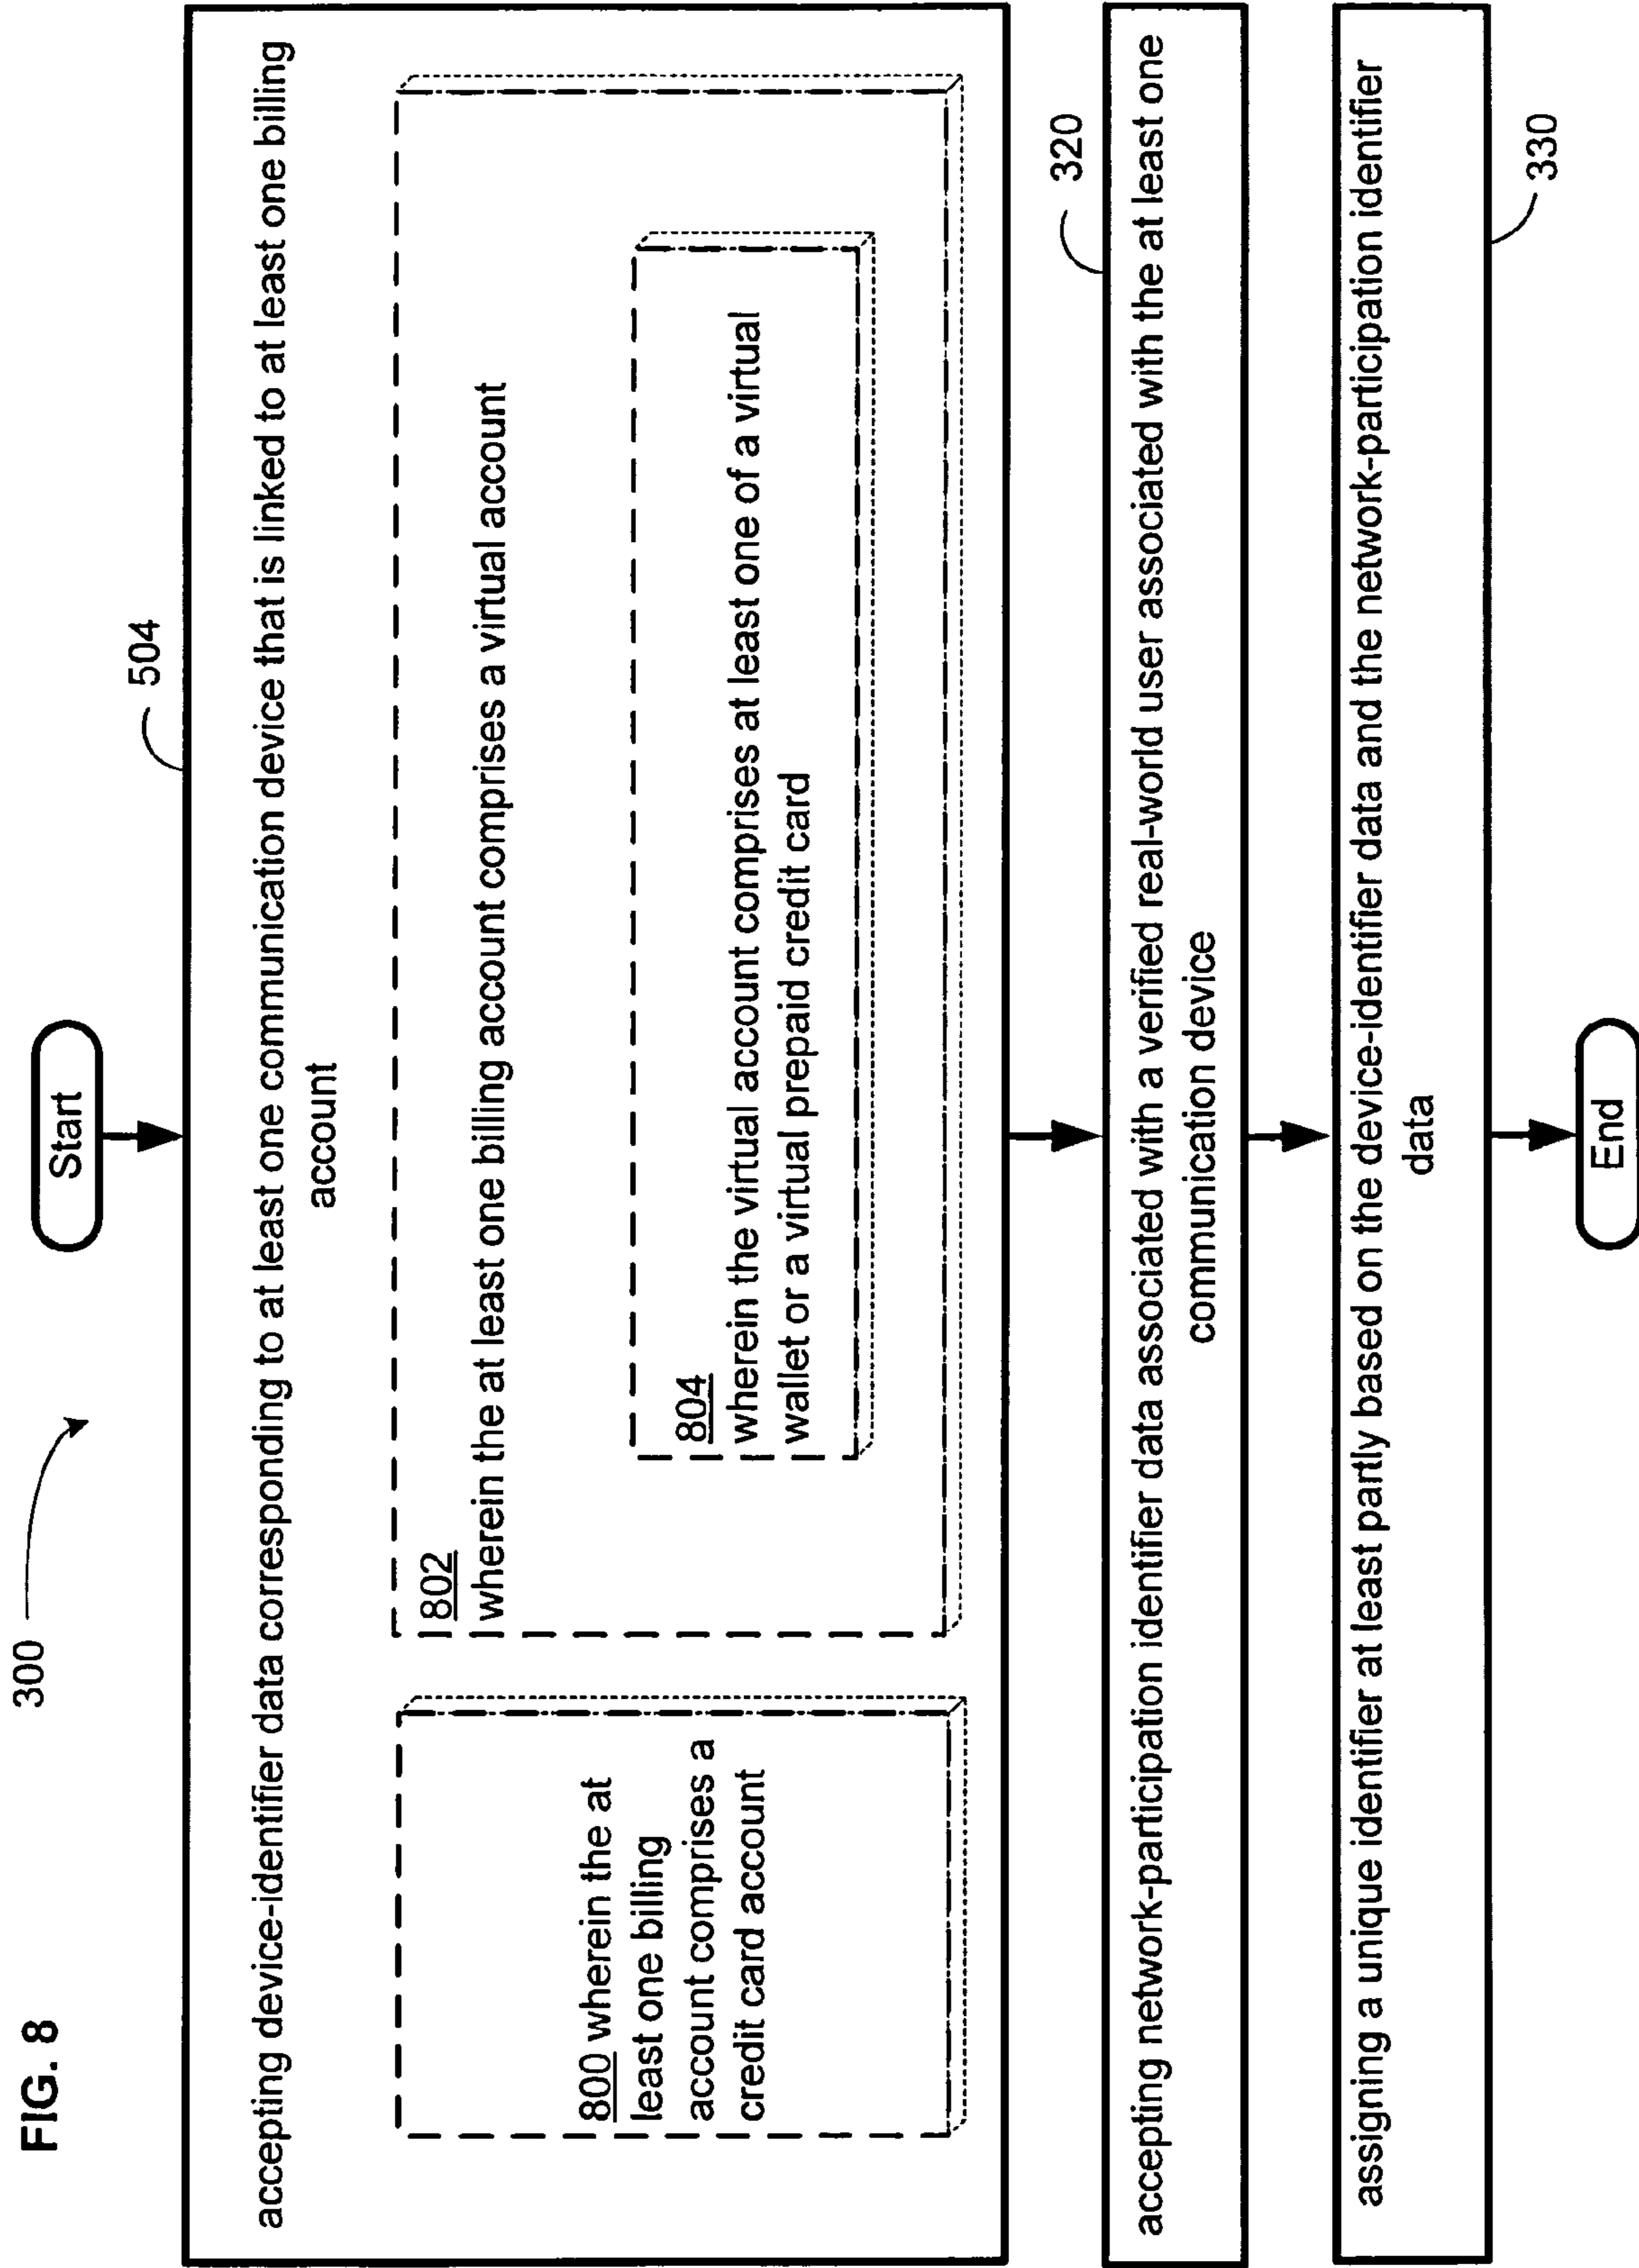 FIG. 8
300
Start
504
accepting device-identifier data corresponding to at least one communication device that is linked to at least one billing
account
800 wherein the at
least one billing
account comprises a
credit card account
802
wherein the at least one billing account comprises a virtual account
804
wherein the virtual account comprises at least one of a virtual
wallet or a virtual prepaid credit card
320
accepting network-participation identifier data associated with a verified real-world user associated with the at least one
communication device
assigning a unique identifier at least partly based on the device-identifier data and the network-participation identifier
data
330
End